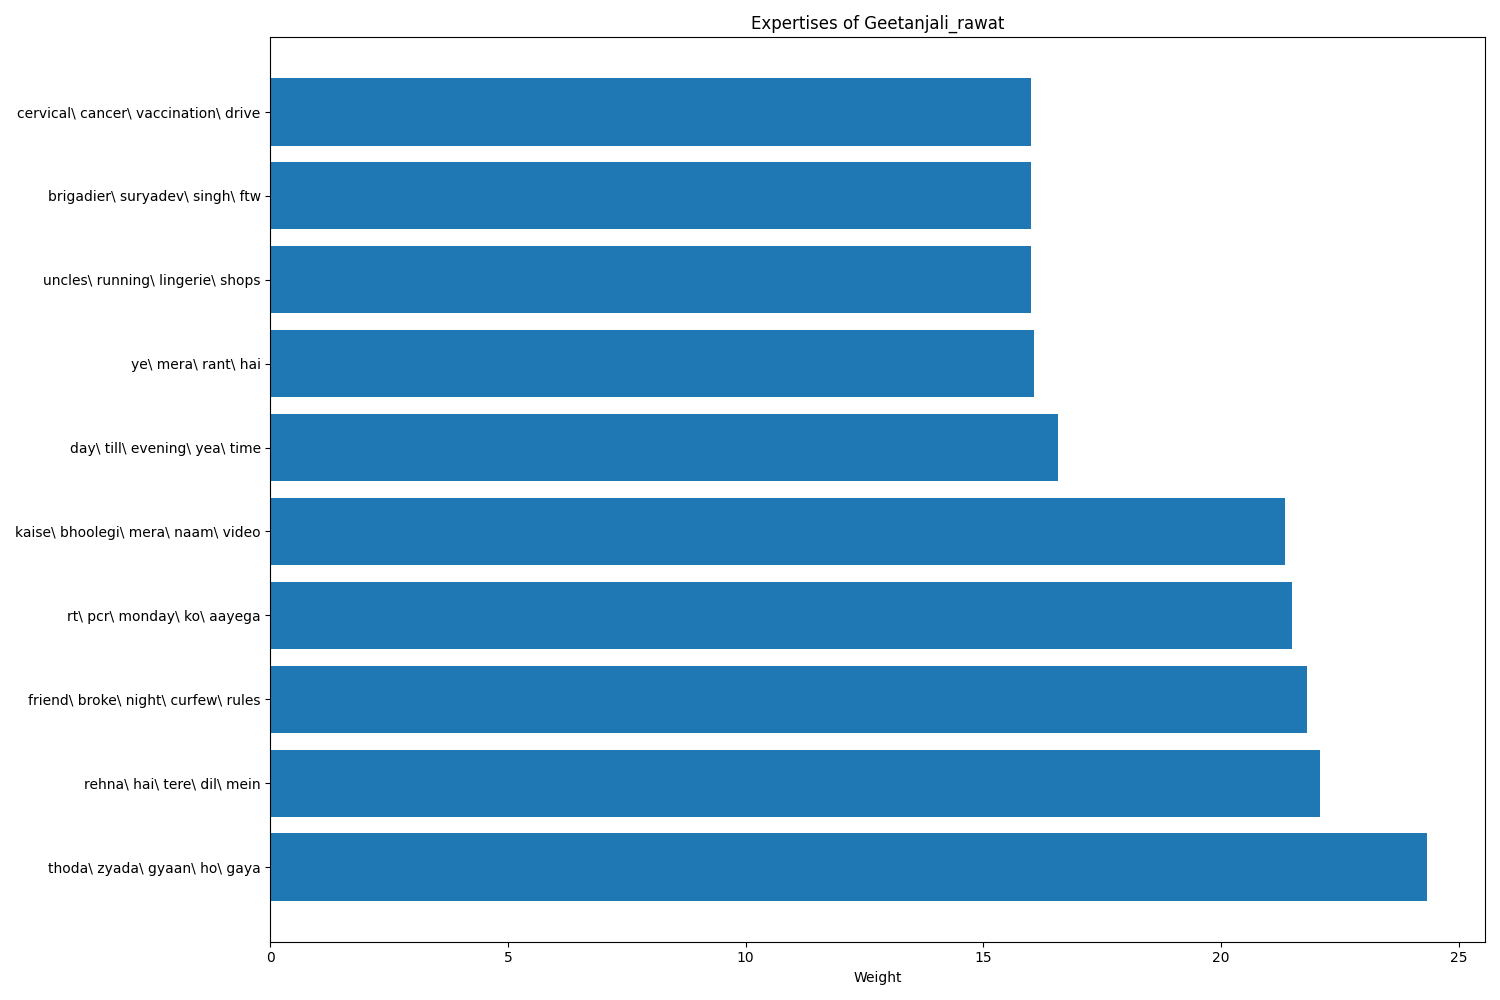 Expertises of Geetanjali_rawat
cervical\ cancer\ vaccination\ drive
brigadier\ suryadev\ singh\ ftw
uncles\ running\ lingerie\ shops
ye\ mera\ rant\ hai
day\ till\ evening\ yea\ time
kaise\ bhoolegi\ mera\ naam\ video
rt\ pcr\ monday\ ko\ aayega
friend\ broke\ night\ curfew\ rules
rehna\ hai\ tere\ dil\ mein
thoda\ zyada\ gyaan\ ho\ gaya
0 5 10 15 20 25
Weight